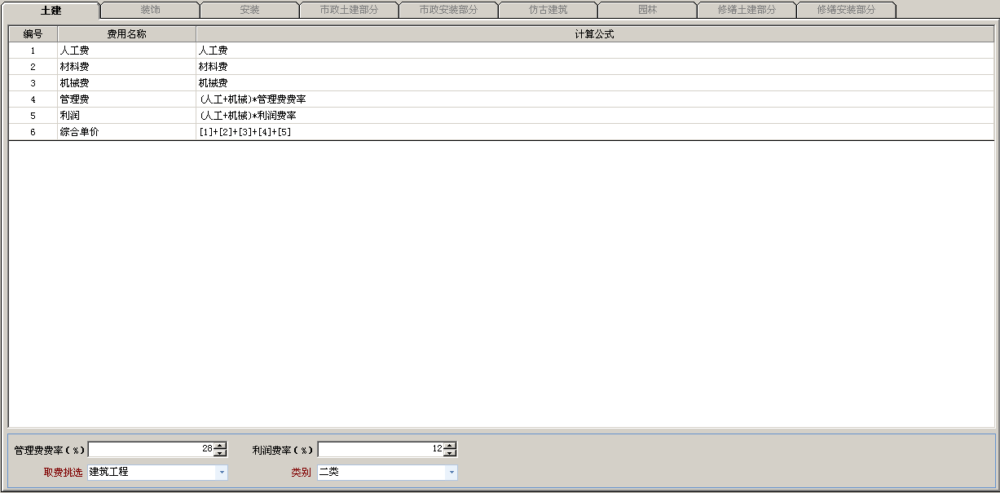 土建 装饰 安装 市政土建部分 市政安装部分 仿古建筑 园林 修缮土建部分 修缮安装部分
编号 费用名称 计算公式
1 人工费 人工费
2 材料费 材料费
3 机械费 机械费
4 管理费 (人工+机械)*管理费费率
5 利润 (人工+机械)*利润费率
6 综合单价 [1]+[2]+[3]+[4]+[5]
管理费费率(%) 28 利润费率(%) 12
取费挑选 建筑工程 类别 二类